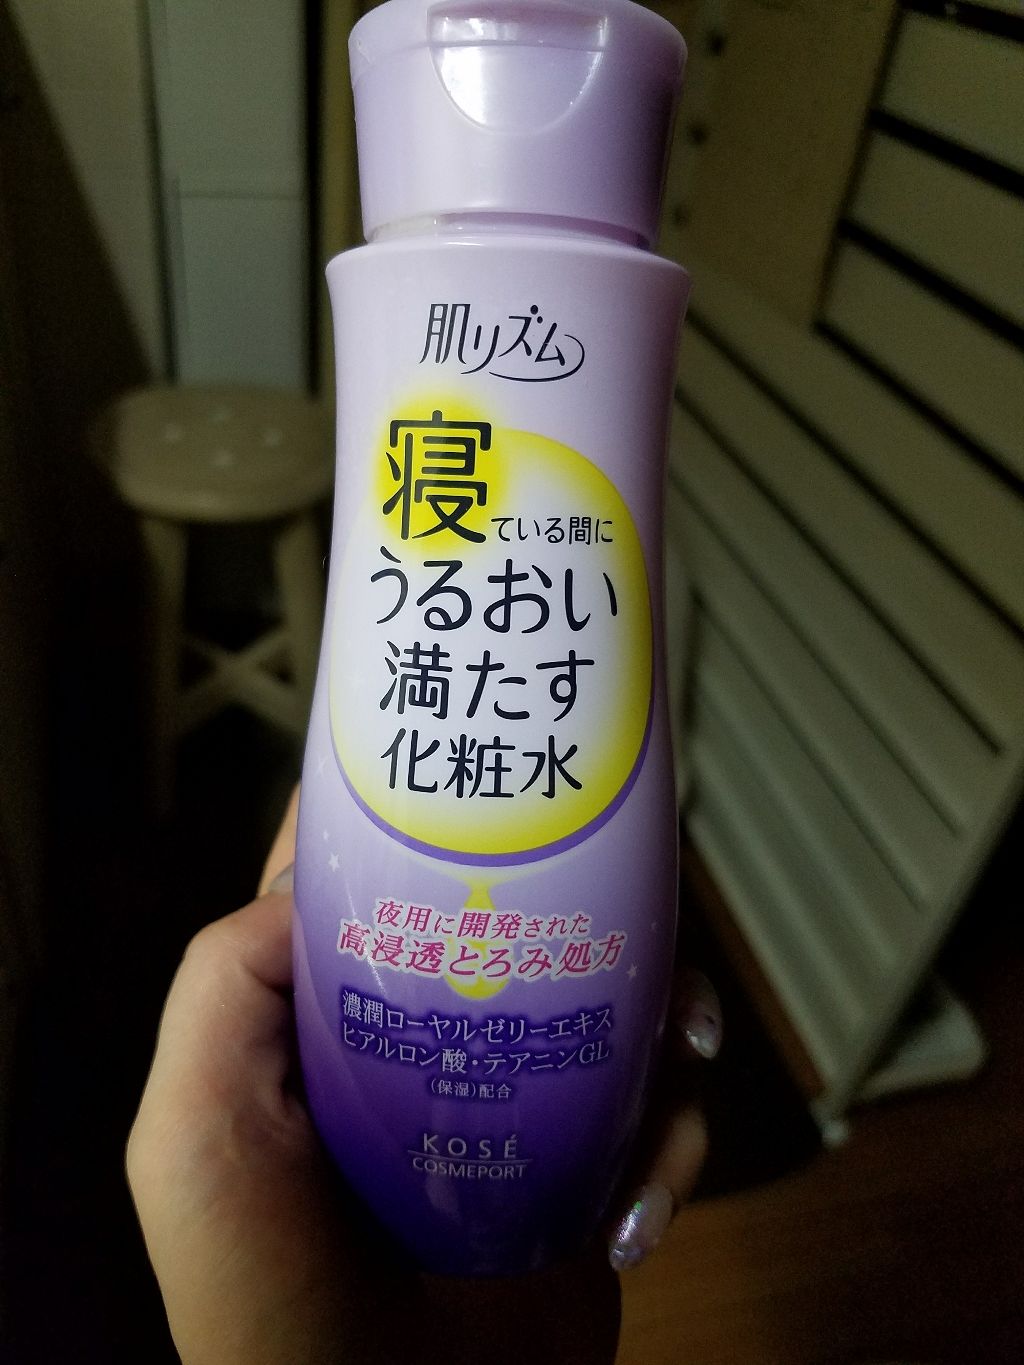 肌リズム
寝ている間に
うるおい
満たす
化粧水
夜用に開発された
高浸透とろみ処方
濃潤ローヤルゼリーエキス
ヒアルロン酸・テアニンGL
(保湿)配合
KOSÉ
COSMEPORT